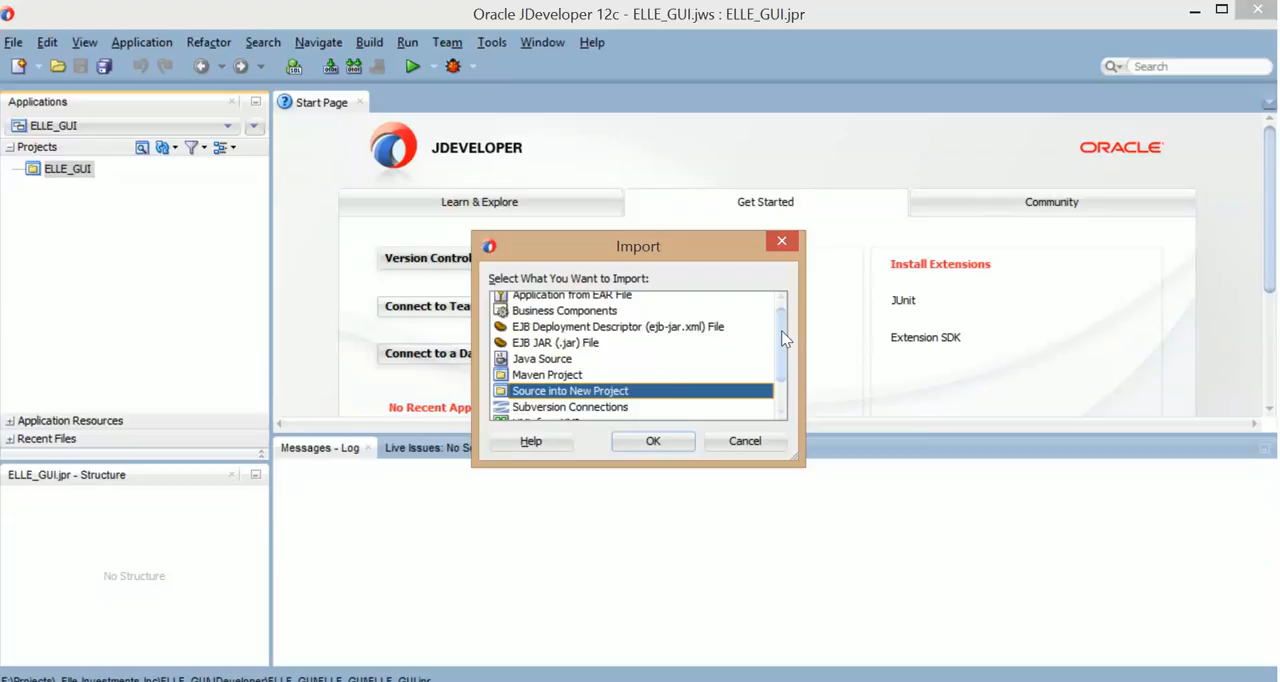 Oracle JDeveloper 12c - ELLE_GUI.jws : ELLE_GUI.jpr
File Edit View Application Refactor Search Navigate Build Run Team Tools Window Help
Search
Applications
Start Page
ELLE_GUI
Projects
ELLE_GUI
JDEVELOPER
ORACLE
Learn & Explore
Get Started
Community
Version Control
Connect to Tea
Connect to a Da
No Recent App
Install Extensions
JUnit
Extension SDK
Import
Select What You Want to Import:
Application from EAR File
Business Components
EJB Deployment Descriptor (ejb-jar.xml) File
EJB JAR (.jar) File
Java Source
Maven Project
Source into New Project
Subversion Connections
Help
OK
Cancel
Application Resources
Recent Files
Messages - Log
Live Issues: No S
ELLE_GUI.jpr - Structure
No Structure